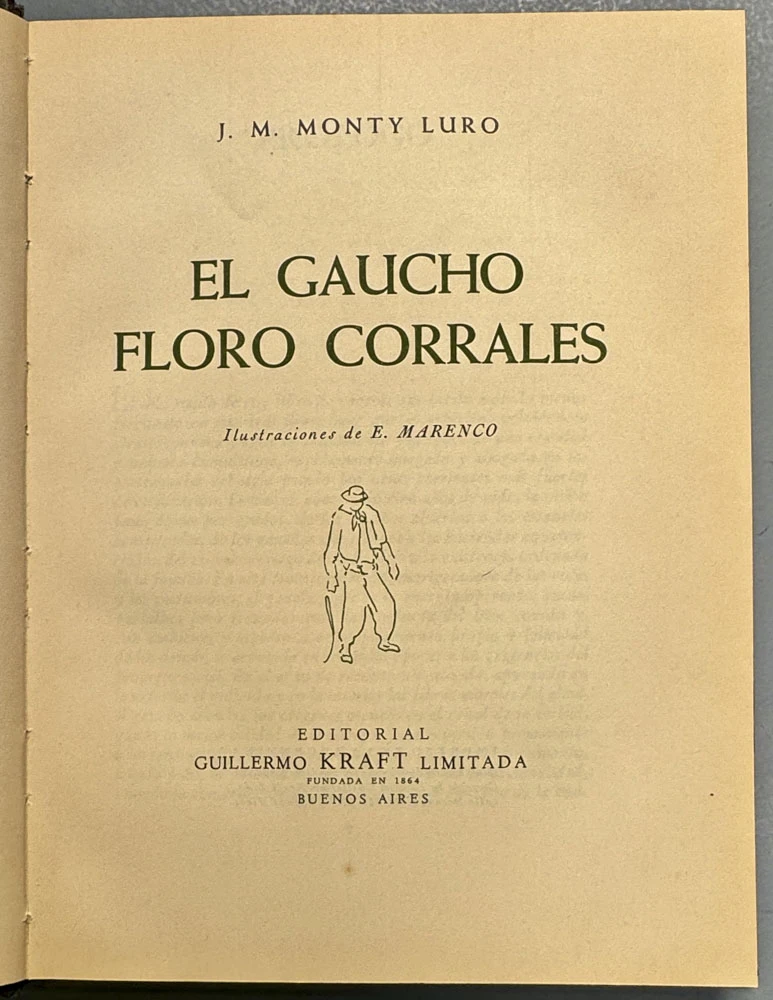 J. M. MONTY LURO
EL GAUCHO
FLORO CORRALES
Ilustraciones de E. MARENCO
EDITORIAL
GUILLERMO KRAFT LIMITADA
FUNDADA EN 1864
BUENOS AIRES